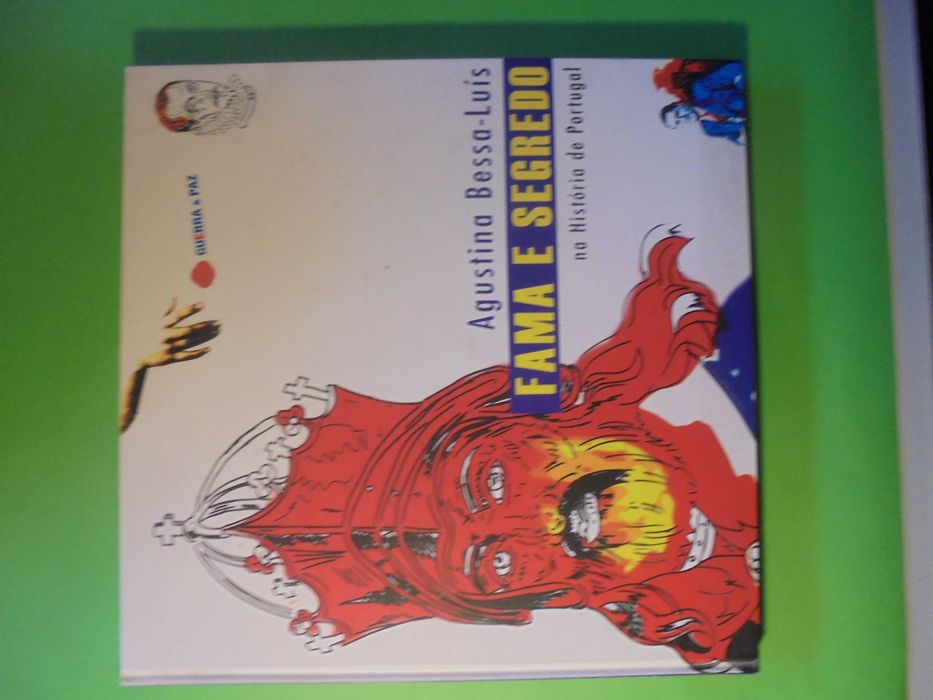 GUERRA & PAZ
Agustina Bessa-Luís
FAMA E SEGREDO
na História de Portugal